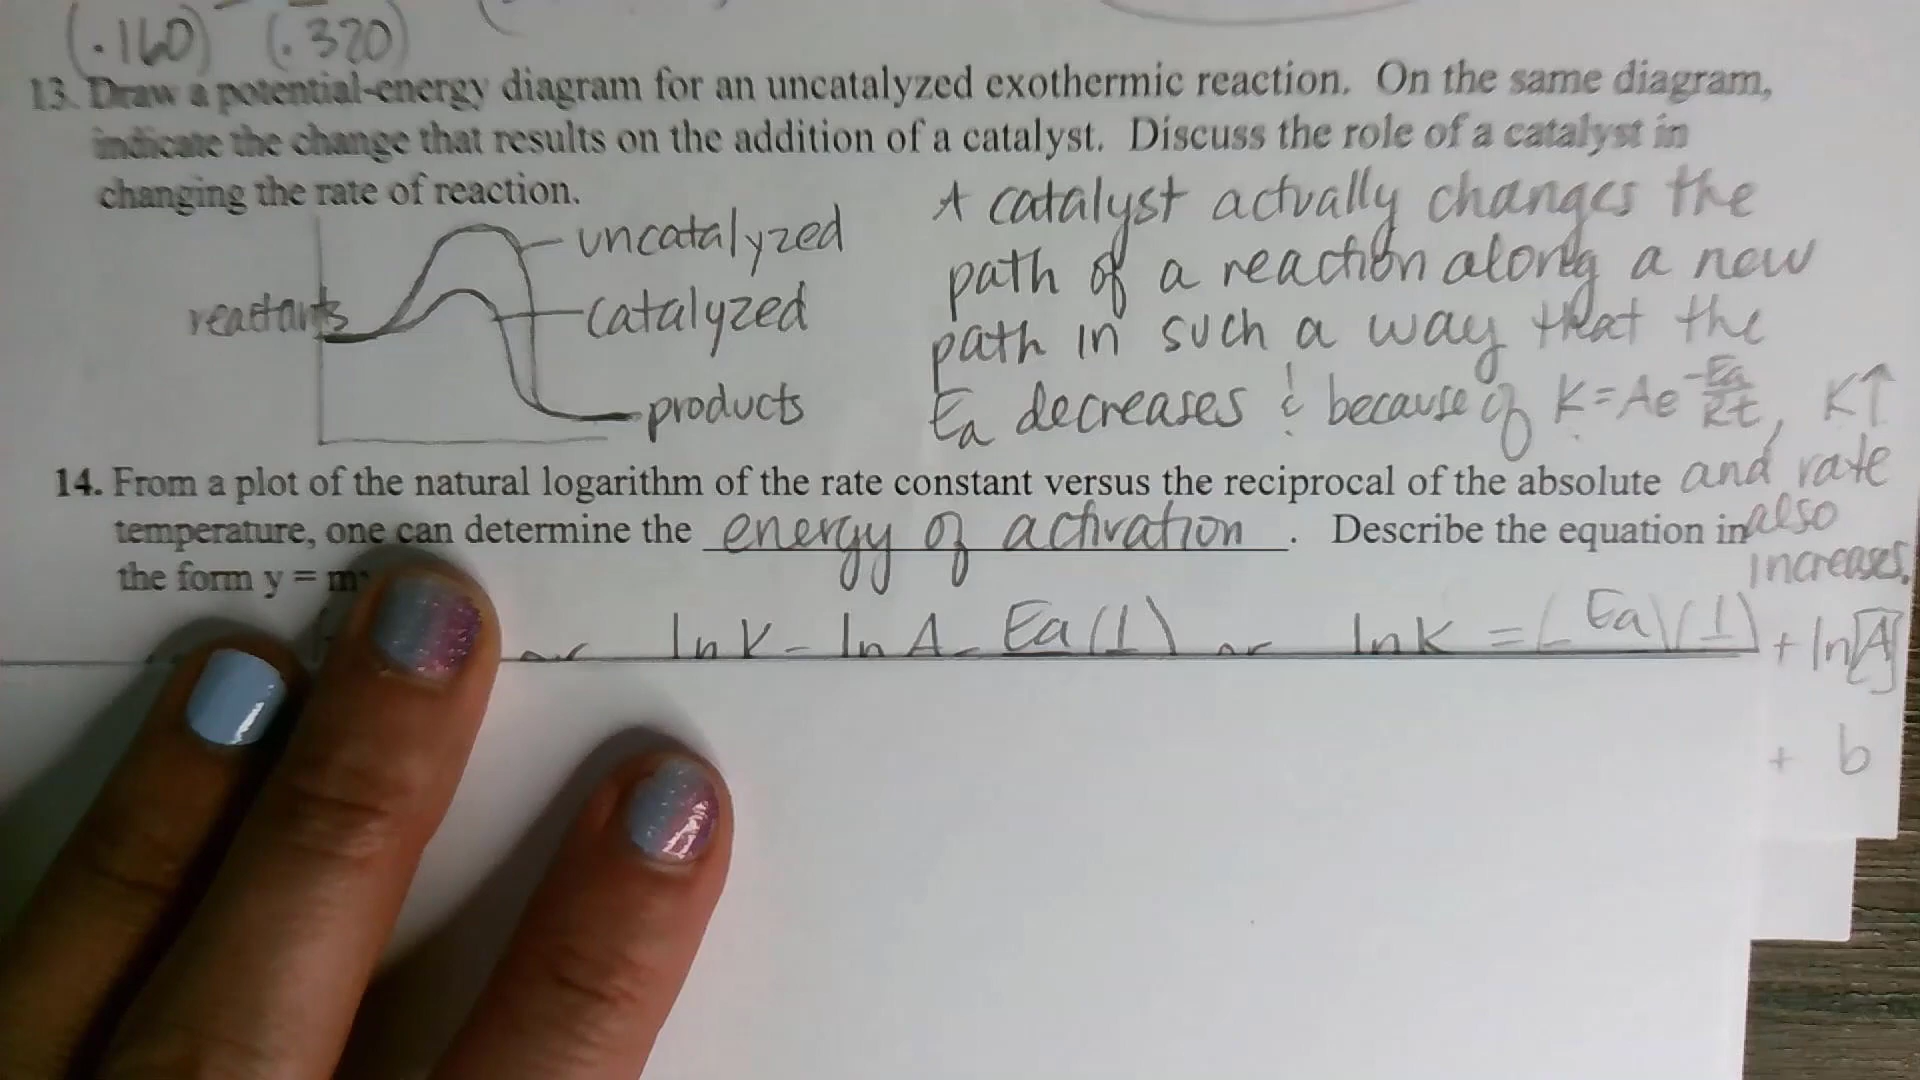 (.160) (.320)
13. Draw a potential-energy diagram for an uncatalyzed exothermic reaction. On the same diagram,
indicate the change that results on the addition of a catalyst. Discuss the role of a catalyst in
changing the rate of reaction.
reactants
uncatalyzed
catalyzed
products
A catalyst actually changes the
path of a reaction along a new
path in such a way that the
Ea decreases & because of K=Ae^-Ea/Rt, K↑
and rate
also
increases.
14. From a plot of the natural logarithm of the rate constant versus the reciprocal of the absolute
temperature, one can determine the energy of activation. Describe the equation in
the form y = m
or ln K = ln A - Ea (1) or ln K = (-Ea)(1) + ln[A]
+ b